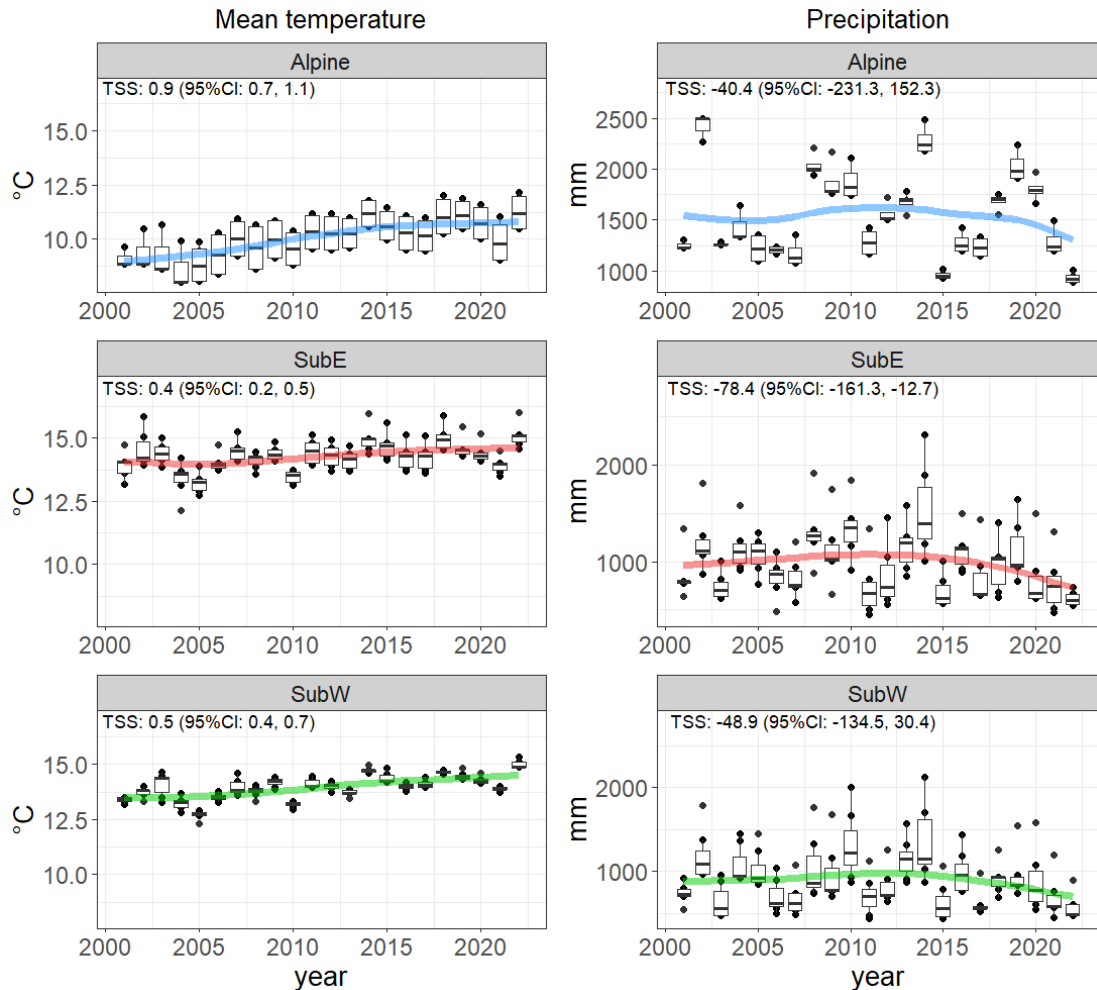 Mean temperature
Precipitation
Alpine
TSS: 0.9 (95%CI: 0.7, 1.1)
°C
15.0
12.5
10.0
2000 2005 2010 2015 2020
Alpine
TSS: -40.4 (95%CI: -231.3, 152.3)
mm
2500
2000
1500
1000
2000 2005 2010 2015 2020
SubE
TSS: 0.4 (95%CI: 0.2, 0.5)
°C
15.0
12.5
10.0
2000 2005 2010 2015 2020
SubE
TSS: -78.4 (95%CI: -161.3, -12.7)
mm
2000
1000
2000 2005 2010 2015 2020
SubW
TSS: 0.5 (95%CI: 0.4, 0.7)
°C
15.0
12.5
10.0
2000 2005 2010 2015 2020
year
SubW
TSS: -48.9 (95%CI: -134.5, 30.4)
mm
2000
1000
2000 2005 2010 2015 2020
year